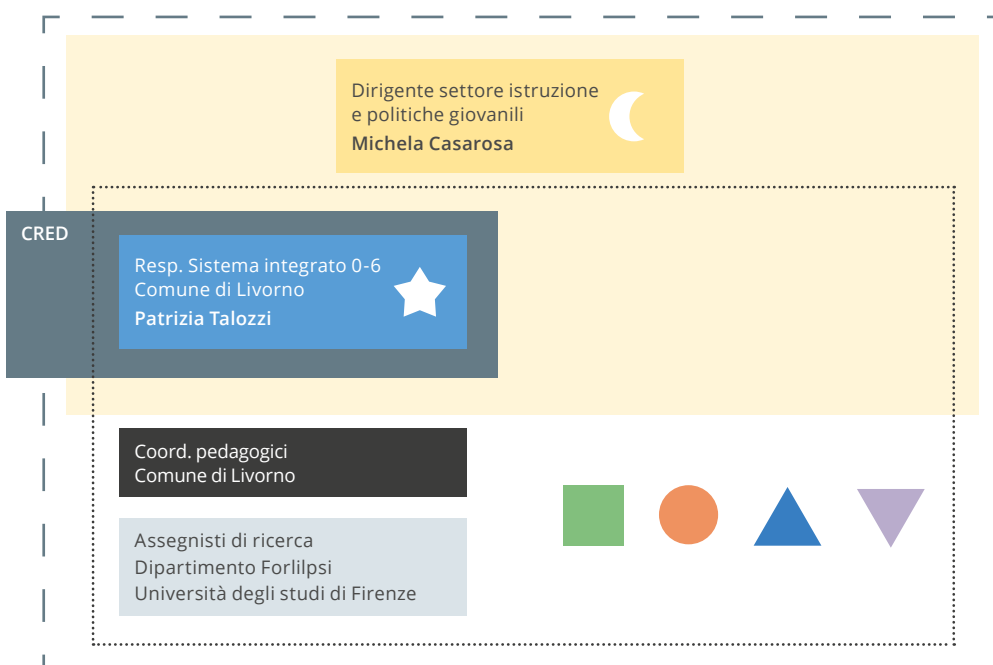 Dirigente settore istruzione
e politiche giovanili
Michela Casarosa
CRED
Resp. Sistema integrato 0-6
Comune di Livorno
Patrizia Talozzi
Coord. pedagogici
Comune di Livorno
Assegnisti di ricerca
Dipartimento Forlilpsi
Università degli studi di Firenze